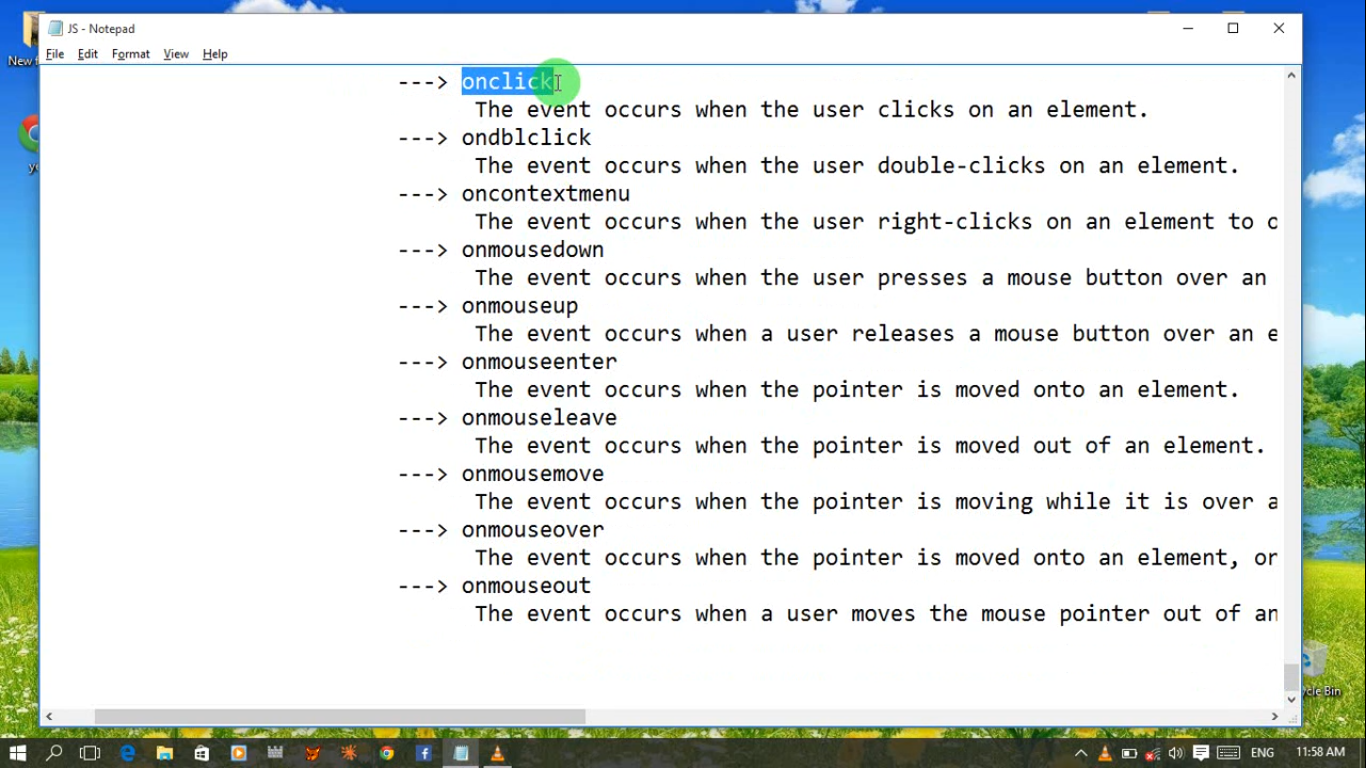 JS - Notepad
File Edit Format View Help
---> onclick
The event occurs when the user clicks on an element.
---> ondblclick
The event occurs when the user double-clicks on an element.
---> oncontextmenu
The event occurs when the user right-clicks on an element to o
---> onmousedown
The event occurs when the user presses a mouse button over an
---> onmouseup
The event occurs when a user releases a mouse button over an e
---> onmouseenter
The event occurs when the pointer is moved onto an element.
---> onmouseleave
The event occurs when the pointer is moved out of an element.
---> onmousemove
The event occurs when the pointer is moving while it is over a
---> onmouseover
The event occurs when the pointer is moved onto an element, or
---> onmouseout
The event occurs when a user moves the mouse pointer out of an
New
ycle Bin
ENG 11:58 AM